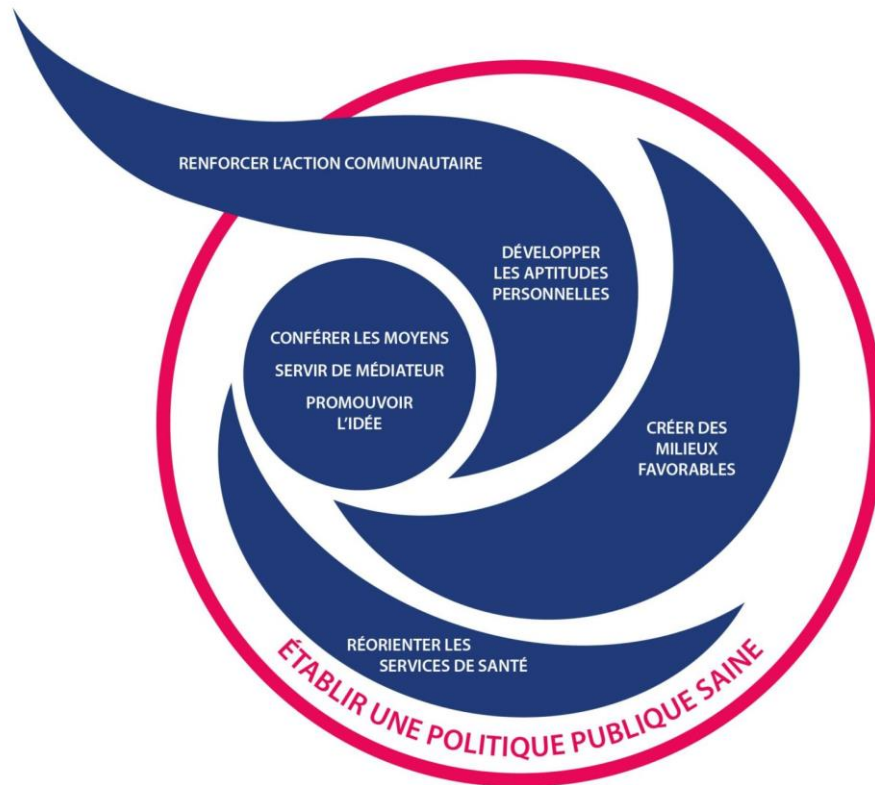 RENFORCER L'ACTION COMMUNAUTAIRE
DÉVELOPPER
LES APTITUDES
PERSONNELLES
CONFÉRER LES MOYENS
SERVIR DE MÉDIATEUR
PROMOUVOIR
L'IDÉE
CRÉER DES
MILIEUX
FAVORABLES
RÉORIENTER LES
SERVICES DE SANTÉ
ÉTABLIR UNE POLITIQUE PUBLIQUE SAINE